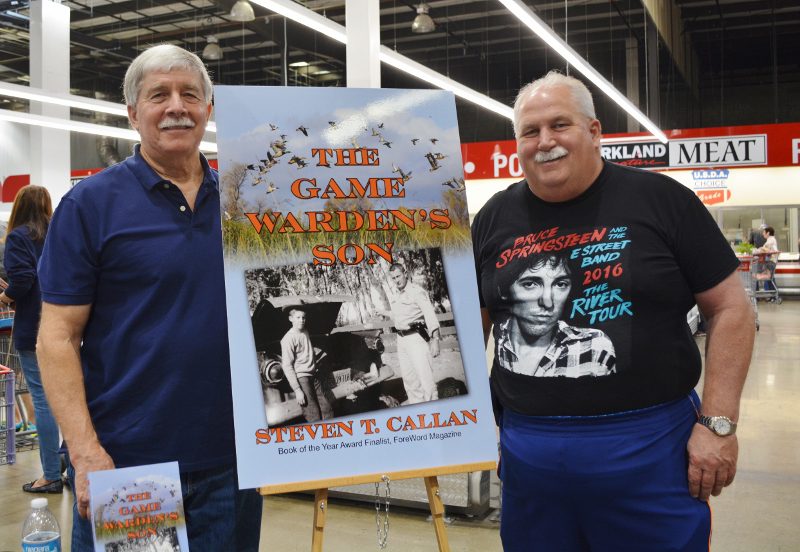 THE
GAME
WARDEN'S
SON
STEVEN T. CALLAN
Book of the Year Award Finalist, ForeWord Magazine
BRUCE SPRINGSTEEN AND THE
E STREET
BAND
2016
THE
RIVER
TOUR
MEAT
U.S.D.A.
CHOICE
THE
GAME
WARDEN'S
SON